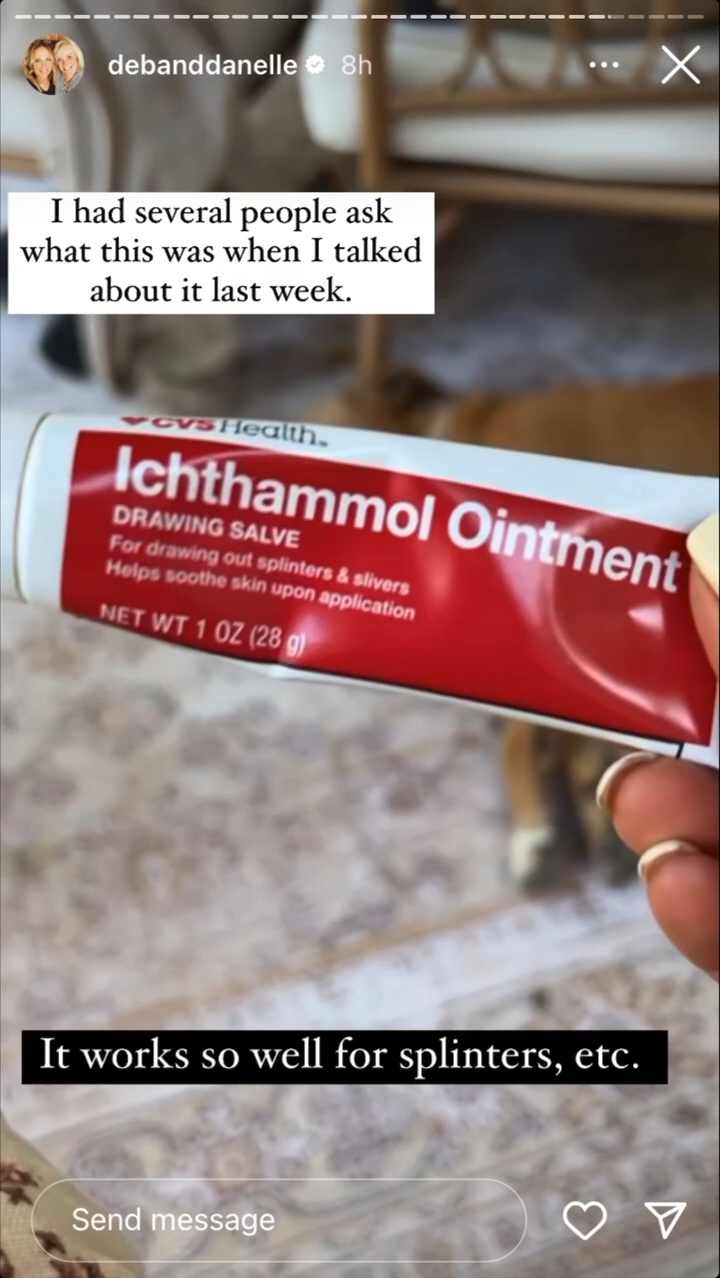 debanddanelle 8h
I had several people ask
what this was when I talked
about it last week.
CVS Health.
Ichthammol Ointment
DRAWING SALVE
For drawing out splinters & slivers
Helps soothe skin upon application
NET WT 1 OZ (28 g)
It works so well for splinters, etc.
Send message